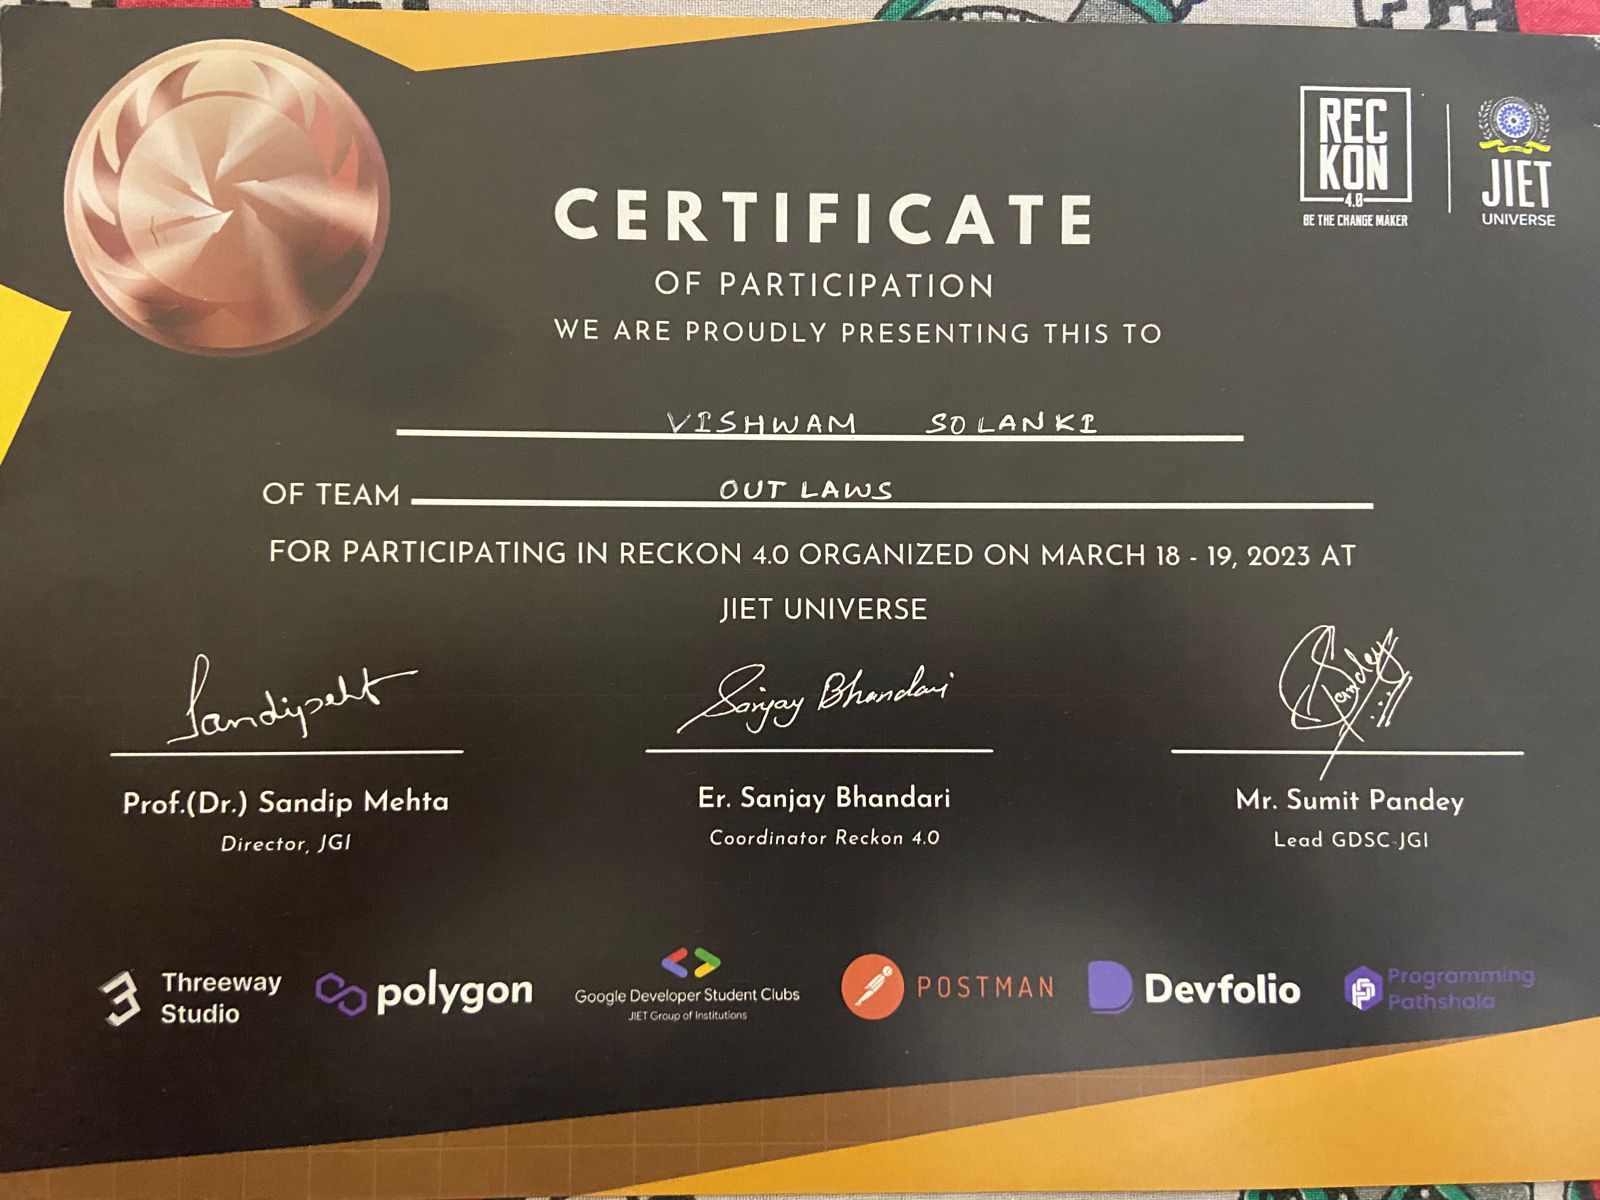 REC
KON
4.0
BE THE CHANGE MAKER
JIET
UNIVERSE
CERTIFICATE
OF PARTICIPATION
WE ARE PROUDLY PRESENTING THIS TO
VISHWAM SOLANKI
OF TEAM OUT LAWS
FOR PARTICIPATING IN RECKON 4.0 ORGANIZED ON MARCH 18 - 19, 2023 AT
JIET UNIVERSE
Sanjay Bhandari
Prof.(Dr.) Sandip Mehta
Director, JGI
Er. Sanjay Bhandari
Coordinator Reckon 4.0
Mr. Sumit Pandey
Lead GDSC-JGI
Threeway
Studio
polygon
Google Developer Student Clubs
JIET Group of Institutions
POSTMAN
Devfolio
Programming
Pathshala